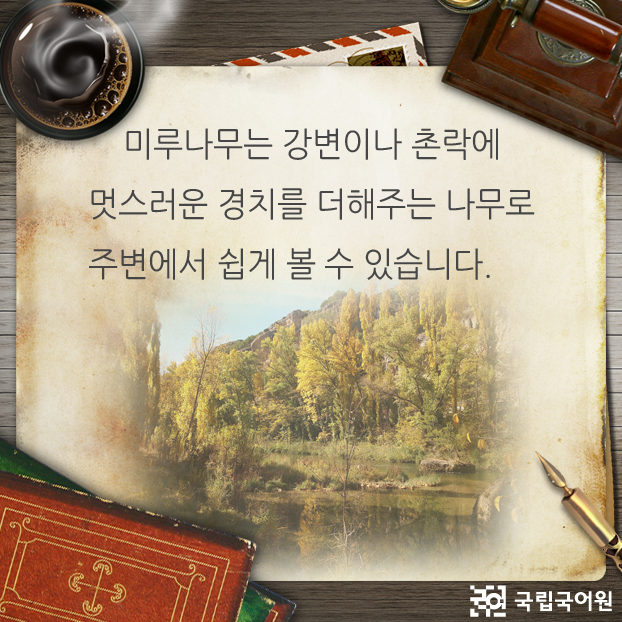 미루나무는 강변이나 촌락에
멋스러운 경치를 더해주는 나무로
주변에서 쉽게 볼 수 있습니다.
국립국어원